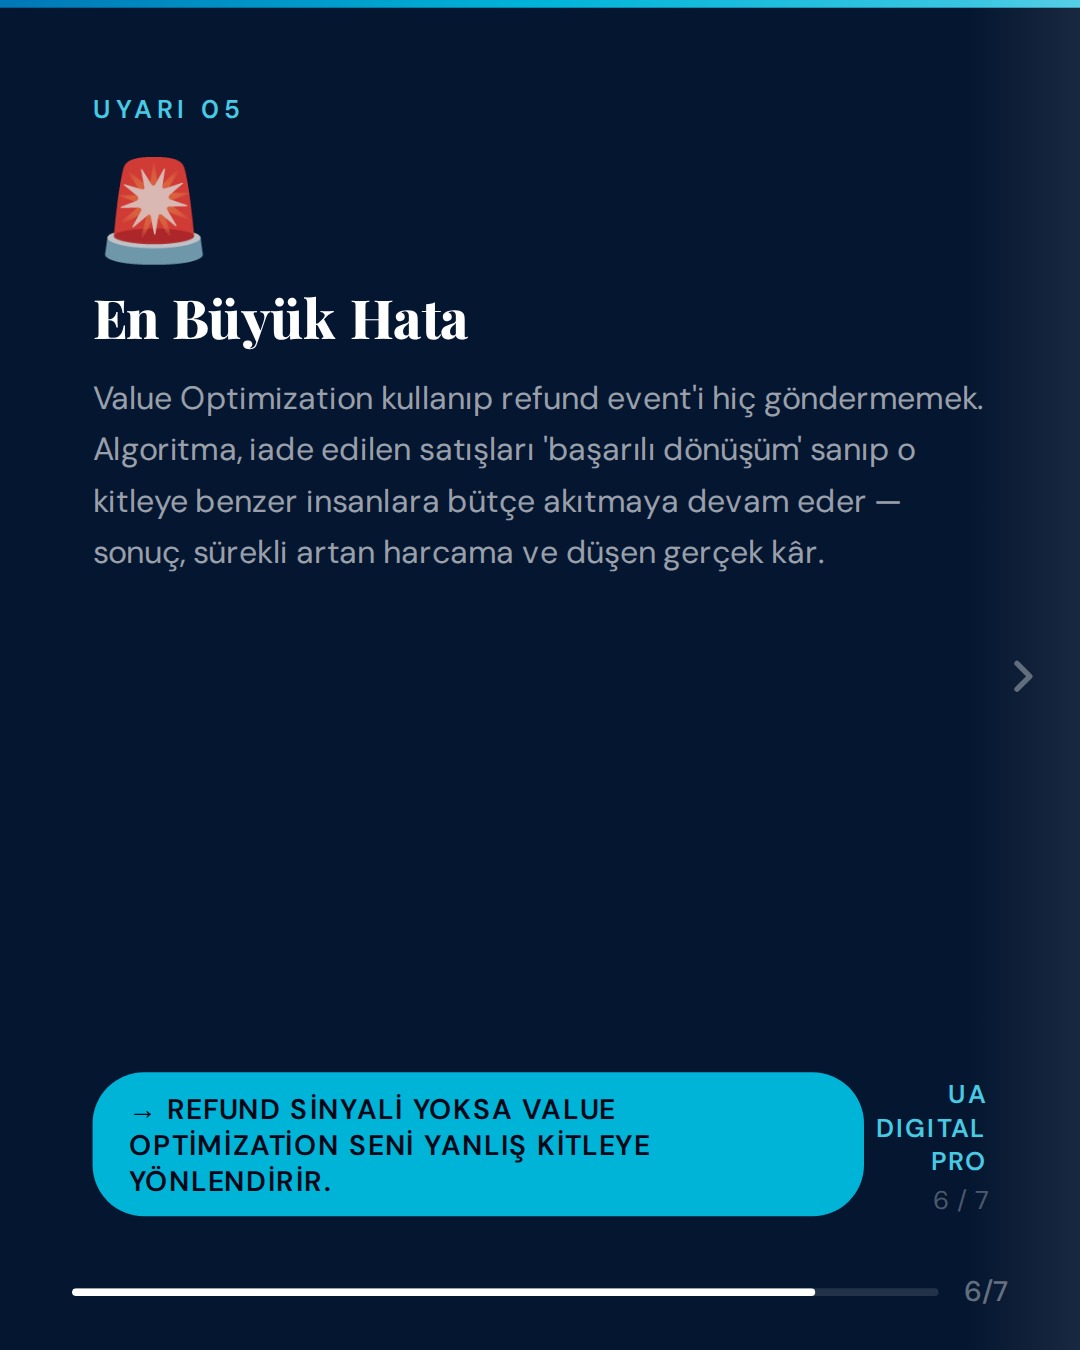 UYARI 05
En Büyük Hata
Value Optimization kullanıp refund event'i hiç göndermemek.
Algoritma, iade edilen satışları 'başarılı dönüşüm' sanıp o
kitleye benzer insanlara bütçe akıtmaya devam eder —
sonuç, sürekli artan harcama ve düşen gerçek kâr.
→ REFUND SİNYALİ YOKSA VALUE
OPTİMİZATİON SENİ YANLIŞ KİTLEYE
YÖNLENDİRİR.
UA
DIGITAL
PRO
6 / 7
6/7